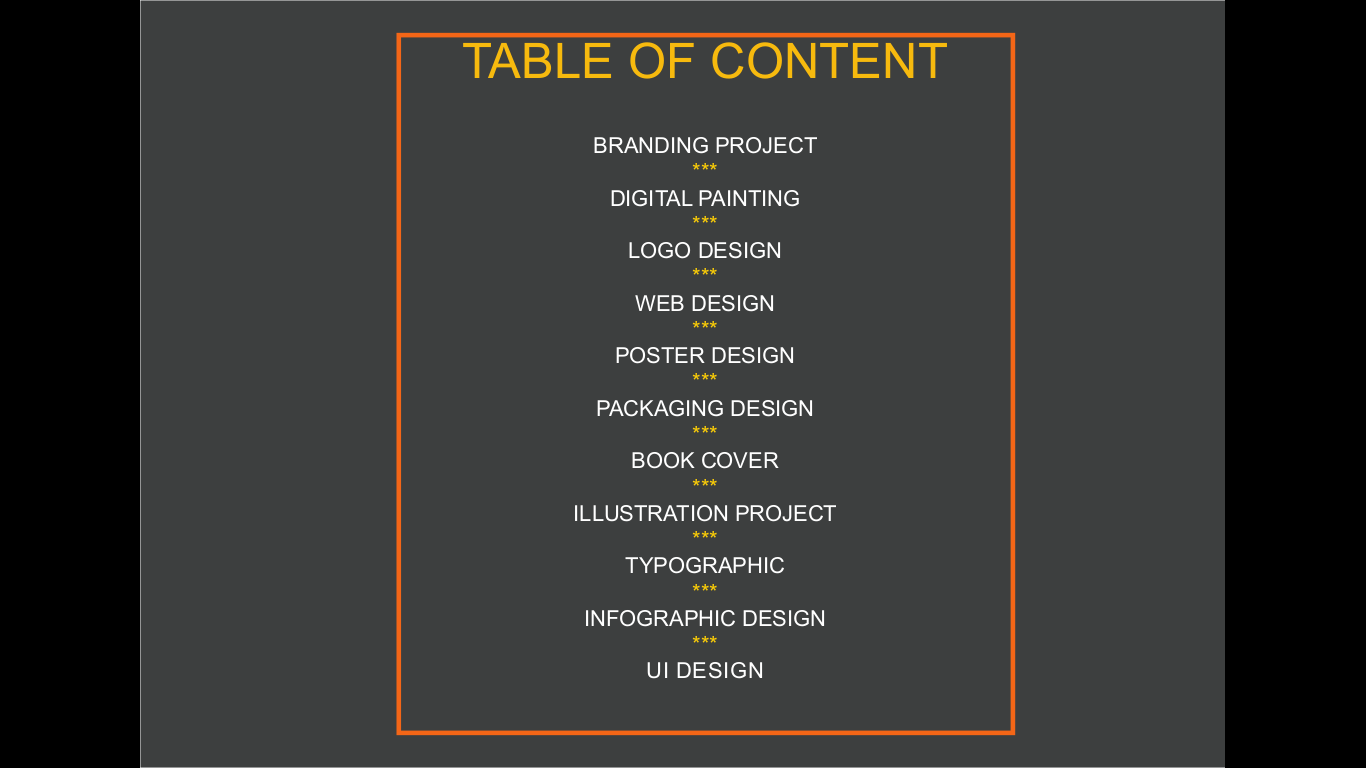 TABLE OF CONTENT
BRANDING PROJECT
***
DIGITAL PAINTING
***
LOGO DESIGN
***
WEB DESIGN
***
POSTER DESIGN
***
PACKAGING DESIGN
***
BOOK COVER
***
ILLUSTRATION PROJECT
***
TYPOGRAPHIC
***
INFOGRAPHIC DESIGN
***
UI DESIGN